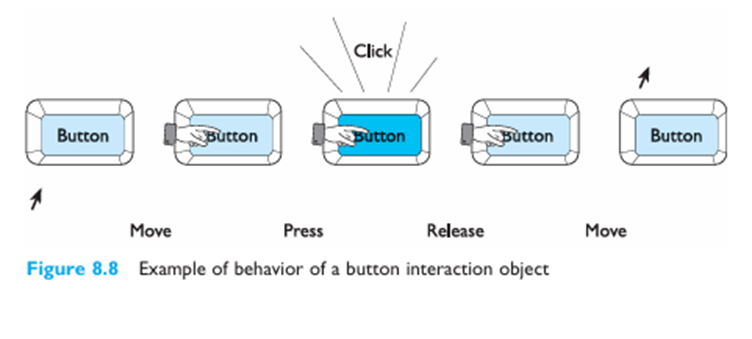 Click
Button Button Button Button Button
Move Press Release Move
Figure 8.8 Example of behavior of a button interaction object